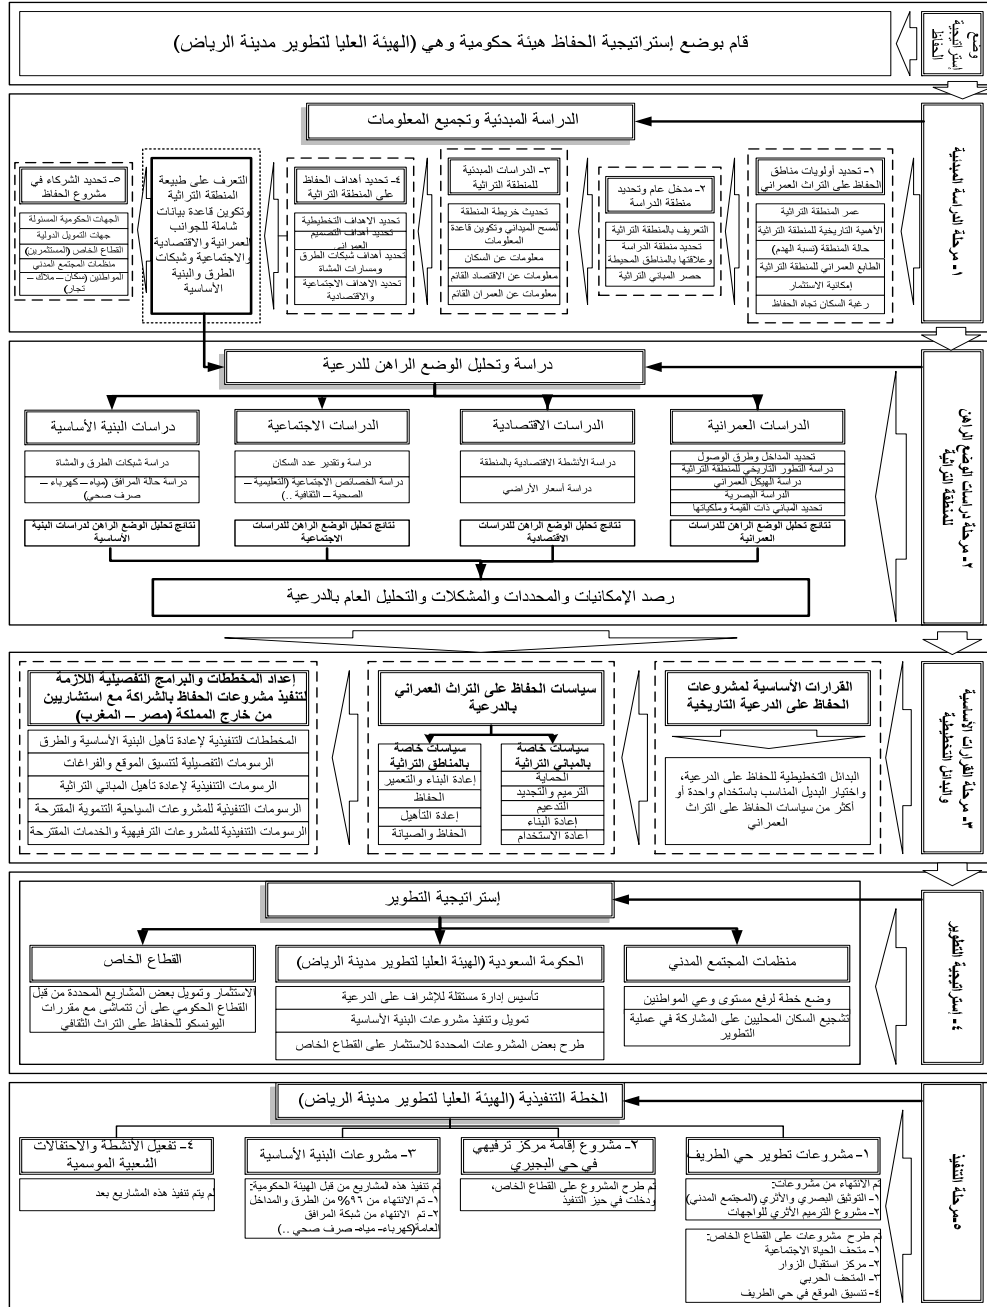 وضع
إستراتيجية
الحفاظ
قام بوضع إستراتيجية الحفاظ هيئة حكومية وهي (الهيئة العليا لتطوير مدينة الرياض)
١- مرحلة الدراسة المبدئية
الدراسة المبدئية وتجميع المعلومات
١- تحديد أولويات مناطق
الحفاظ على التراث العمراني
عمر المنطقة التراثية
الأهمية التاريخية للمنطقة التراثية
حالة المنطقة (نسبة الهدم)
الطابع العمراني للمنطقة التراثية
إمكانية الاستثمار
رغبة السكان تجاه الحفاظ
٢- مدخل عام وتحديد
منطقة الدراسة
التعريف بالمنطقة التراثية
تحديد منطقة الدراسة
وعلاقتها بالمناطق المحيطة
حصر المباني التراثية
٣- الدراسات المبدئية
للمنطقة التراثية
تحديث خريطة المنطقة
المسح الميداني وتكوين قاعدة
المعلومات
معلومات عن السكان
معلومات عن الاقتصاد القائم
معلومات عن العمران القائم
٤- تحديد أهداف الحفاظ
على المنطقة التراثية
تحديد الاهداف التخطيطية
تحديد أهداف التصميم
العمراني
تحديد أهداف شبكات الطرق
ومسارات المشاة
تحديد الاهداف الاجتماعية
والاقتصادية
التعرف على طبيعة
المنطقة التراثية
وتكوين قاعدة بيانات
شاملة للجوانب
العمرانية والاقتصادية
والاجتماعية وشبكات
الطرق والبنية
الأساسية
٥- تحديد الشركاء في
مشروع الحفاظ
الجهات الحكومية المسئولة
جهات التمويل الدولية
القطاع الخاص (المستثمرين)
منظمات المجتمع المدني
المواطنين (سكان – ملاك –
تجار)
٢- مرحلة دراسات الوضع الراهن
للمنطقة التراثية
دراسة وتحليل الوضع الراهن للدرعية
الدراسات العمرانية
تحديد المداخل وطرق الوصول
دراسة التطور التاريخي للمنطقة التراثية
دراسة الهيكل العمراني
الدراسة البصرية
تحديد المباني ذات القيمة وملكياتها
نتائج تحليل الوضع الراهن للدراسات
العمرانية
الدراسات الاقتصادية
دراسة الأنشطة الاقتصادية بالمنطقة
دراسة أسعار الأراضي
نتائج تحليل الوضع الراهن للدراسات
الاقتصادية
الدراسات الاجتماعية
دراسة وتقدير عدد السكان
دراسة الخصائص الاجتماعية (التعليمية –
الصحية – الثقافية ..)
نتائج تحليل الوضع الراهن للدراسات
الاجتماعية
دراسات البنية الأساسية
دراسة شبكات الطرق والمشاة
دراسة حالة المرافق (مياه – كهرباء –
صرف صحي)
نتائج تحليل الوضع الراهن لدراسات البنية
الأساسية
رصد الإمكانيات والمحددات والمشكلات والتحليل العام بالدرعية
٣- مرحلة القرارات الأساسية
والبدائل التخطيطية
القرارات الأساسية لمشروعات
الحفاظ على الدرعية التاريخية
البدائل التخطيطية للحفاظ على الدرعية،
واختيار البديل المناسب باستخدام واحدة أو
أكثر من سياسات الحفاظ على التراث
العمراني
سياسات الحفاظ على التراث العمراني
بالدرعية
سياسات خاصة
بالمباني التراثية
الحماية
الترميم والتجديد
التدعيم
إعادة البناء
أعادة الاستخدام
سياسات خاصة
بالمناطق التراثية
إعادة البناء والتعمير
الحفاظ
إعادة التأهيل
الحفاظ والصيانة
إعداد المخططات والبرامج التفصيلية اللازمة
لتنفيذ مشروعات الحفاظ بالشراكة مع استشاريين
من خارج المملكة (مصر – المغرب)
المخططات التنفيذية لإعادة تأهيل البنية الأساسية والطرق
الرسومات التفصيلية لتنسيق الموقع والفراغات
الرسومات التنفيذية لإعادة تأهيل المباني التراثية
الرسومات التنفيذية للمشروعات السياحية التنموية المقترحة
الرسومات التنفيذية للمشروعات الترفيهية والخدمات المقترحة
٤- إستراتيجية التطوير
إستراتيجية التطوير
منظمات المجتمع المدني
وضع خطة لرفع مستوى وعي المواطنين
تشجيع السكان المحليين على المشاركة في عملية
التطوير
الحكومة السعودية (الهيئة العليا لتطوير مدينة الرياض)
تأسيس إدارة مستقلة للإشراف على الدرعية
تمويل وتنفيذ مشروعات البنية الأساسية
طرح بعض المشروعات المحددة للاستثمار على القطاع الخاص
القطاع الخاص
الاستثمار وتمويل بعض المشاريع المحددة من قبل
القطاع الحكومي على أن تتماشى مع مقررات
اليونسكو للحفاظ على التراث الثقافي
٥- مرحلة التنفيذ
الخطة التنفيذية (الهيئة العليا لتطوير مدينة الرياض)
١- مشروعات تطوير حي الطريف
تم الانتهاء من مشروعات:
١- التوثيق البصري والأثري (المجتمع المدني)
٢- مشروع الترميم الأثري للواجهات
تم طرح مشروعات على القطاع الخاص:
١- متحف الحياة الاجتماعية
٢- مركز استقبال الزوار
٣- المتحف الحربي
٤- تنسيق الموقع في حي الطريف
٢- مشروع إقامة مركز ترفيهي
في حي البجيري
تم طرح المشروع على القطاع الخاص،
ودخلت في حيز التنفيذ
٣- مشروعات البنية الأساسية
تم تنفيذ هذه المشاريع من قبل الهيئة الحكومية:
١- تم الانتهاء من ٩٦% من الطرق والمداخل
٢- تم الانتهاء من شبكة المرافق
العامة(كهرباء- مياه- صرف صحي ..)
٤- تفعيل الأنشطة والاحتفالات
الشعبية الموسمية
لم يتم تنفيذ هذه المشاريع بعد